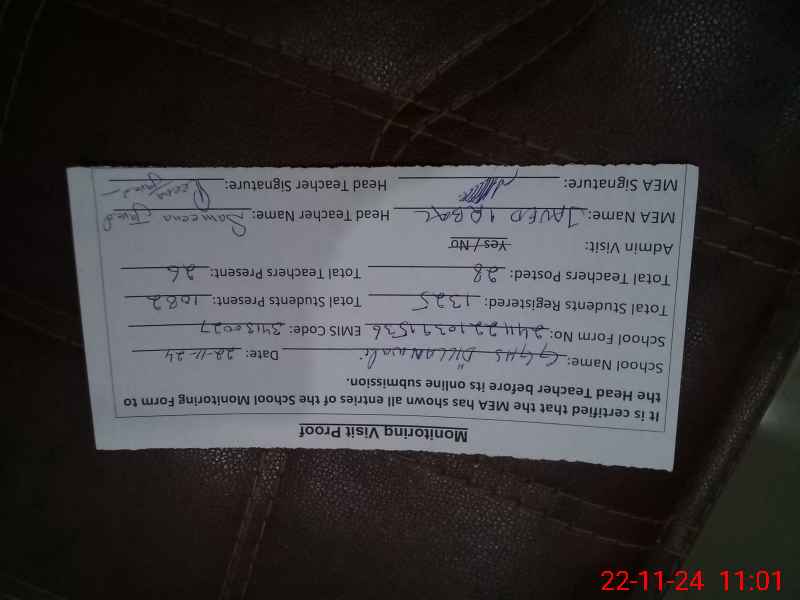 Monitoring Visit Proof
It is certified that the MEA has shown all entries of the School Monitoring Form to
the Head Teacher before its online submission.
School Name: GGHS DILLANWALI Date: 22-11-24
School Form No: EMIS Code: 34130027
Total Students Registered: 1325 Total Students Present: 1082
Total Teachers Posted: 28 Total Teachers Present: 26
Admin Visit: Yes / No
MEA Name: JAVED IQBAL Head Teacher Name: Sameena
MEA Signature: Head Teacher Signature:
22-11-24 11:01